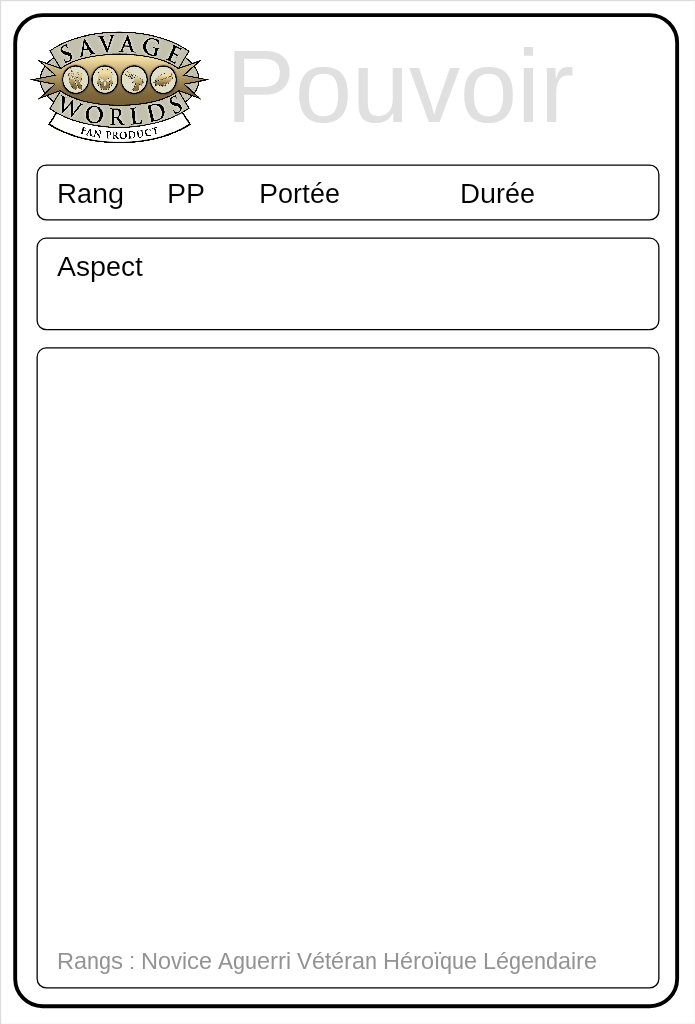 SAVAGE
WORLDS
FAN PRODUCT
Pouvoir
Rang PP Portée Durée
Aspect
Rangs : Novice Aguerri Vétéran Héroïque Légendaire